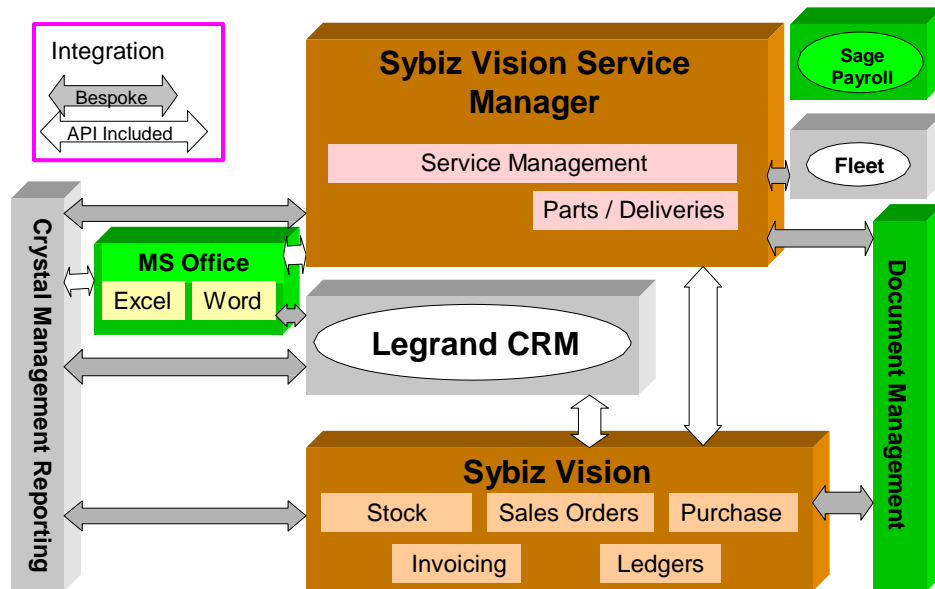 Integration
Bespoke
API Included
Sybiz Vision Service
Manager
Service Management
Parts / Deliveries
Sage
Payroll
Fleet
Crystal Management Reporting
MS Office
Excel
Word
Legrand CRM
Document Management
Sybiz Vision
Stock
Sales Orders
Purchase
Invoicing
Ledgers